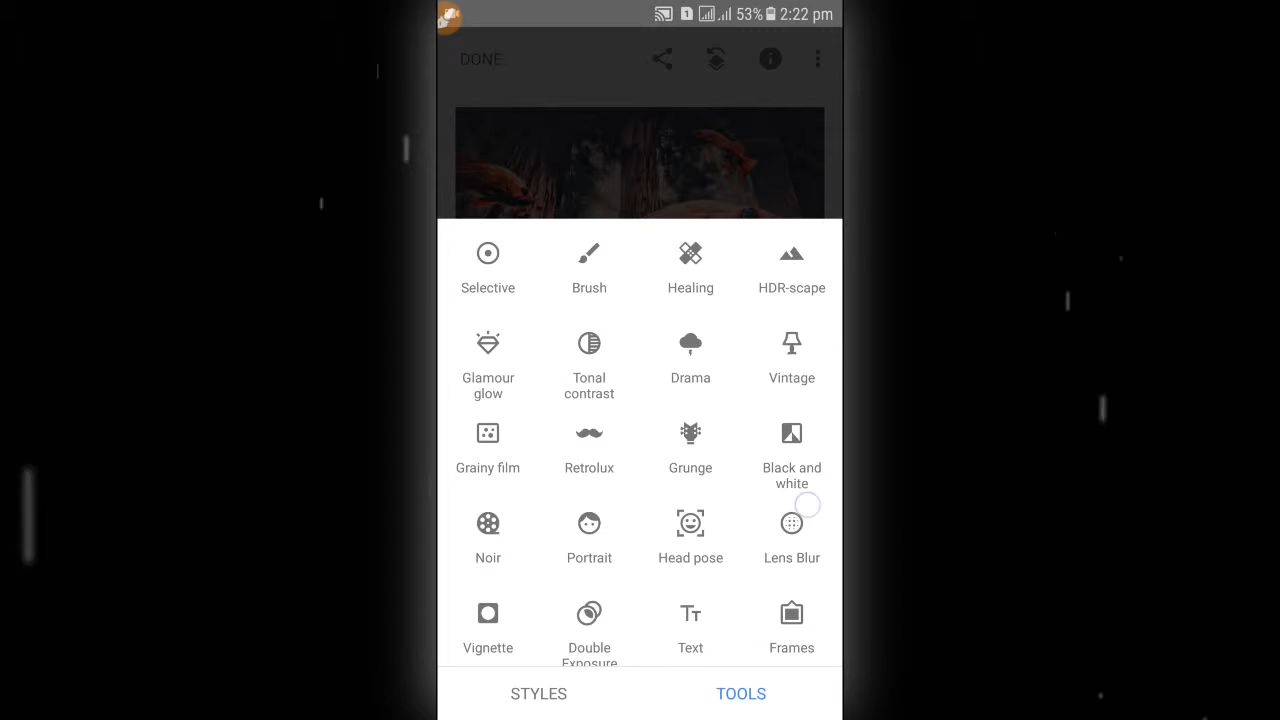 1 53% 2:22 pm
DONE
Selective Brush Healing HDR-scape
Glamour glow Tonal contrast Drama Vintage
Grainy film Retrolux Grunge Black and white
Noir Portrait Head pose Lens Blur
Vignette Double Exposure Text Frames
STYLES TOOLS